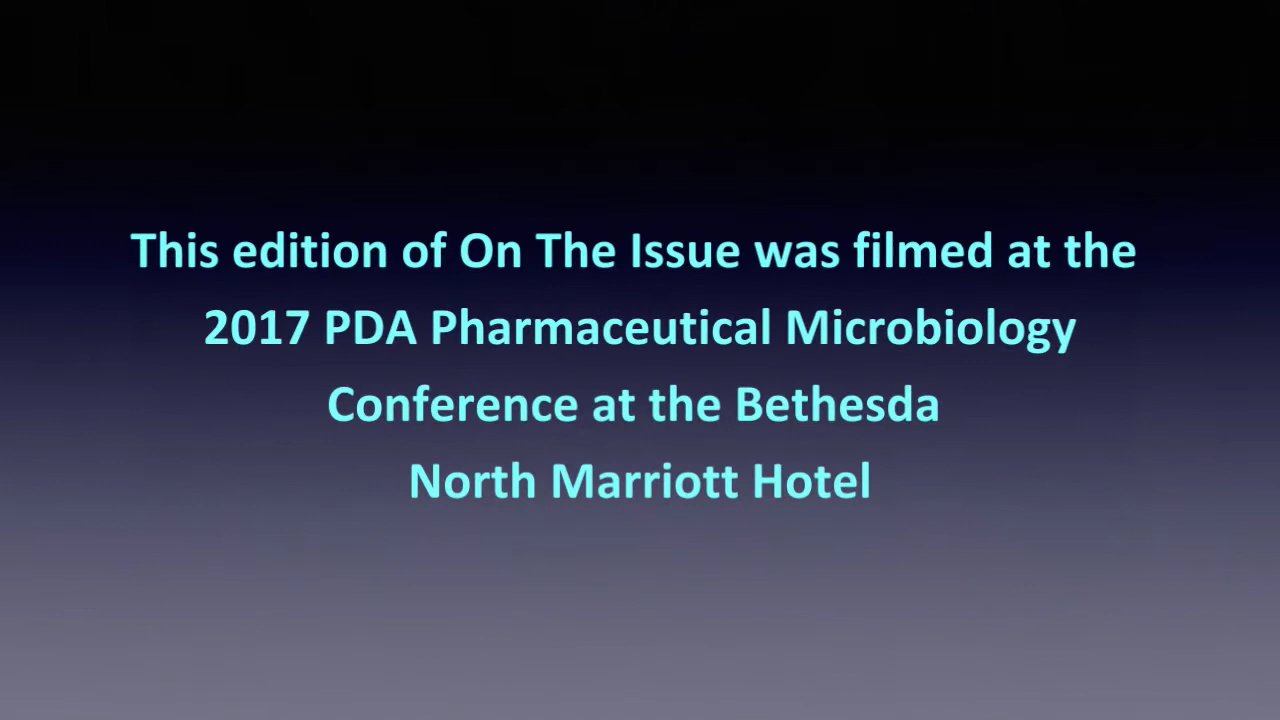 This edition of On The Issue was filmed at the
2017 PDA Pharmaceutical Microbiology
Conference at the Bethesda
North Marriott Hotel